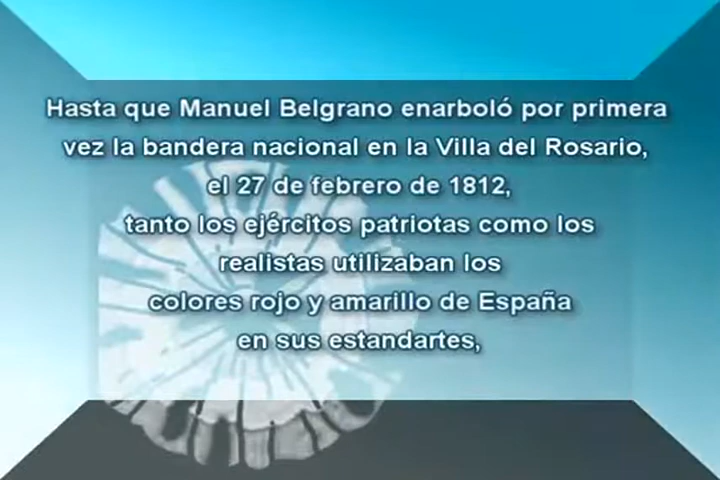 Hasta que Manuel Belgrano enarboló por primera
vez la bandera nacional en la Villa del Rosario,
el 27 de febrero de 1812,
tanto los ejércitos patriotas como los
realistas utilizaban los
colores rojo y amarillo de España
en sus estandartes,